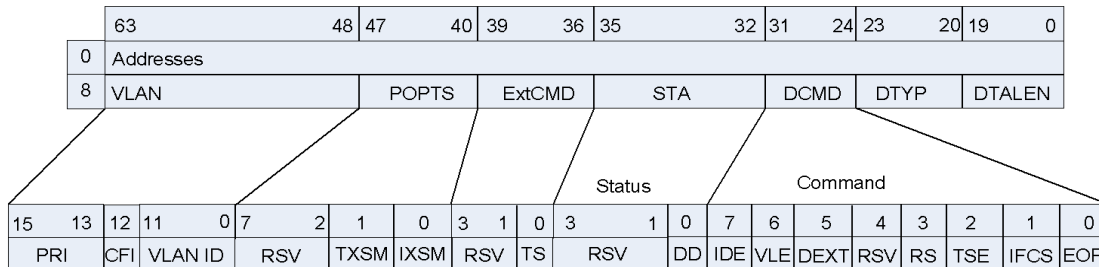 63 48 47 40 39 36 35 32 31 24 23 20 19 0
0 Addresses
8 VLAN POPTS ExtCMD STA DCMD DTYP DTALEN
Status Command
15 13 12 11 0 7 2 1 0 3 1 0 3 1 0 7 6 5 4 3 2 1 0
PRI CFI VLAN ID RSV TXSM IXSM RSV TS RSV DD IDE VLE DEXT RSV RS TSE IFCS EOP